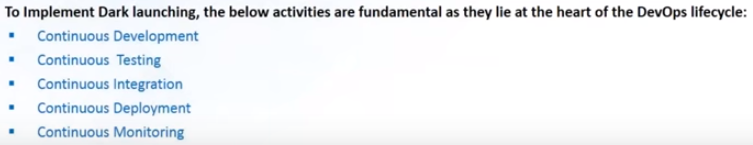 To Implement Dark launching, the below activities are fundamental as they lie at the heart of the DevOps lifecycle:
▪ Continuous Development
▪ Continuous Testing
▪ Continuous Integration
▪ Continuous Deployment
▪ Continuous Monitoring